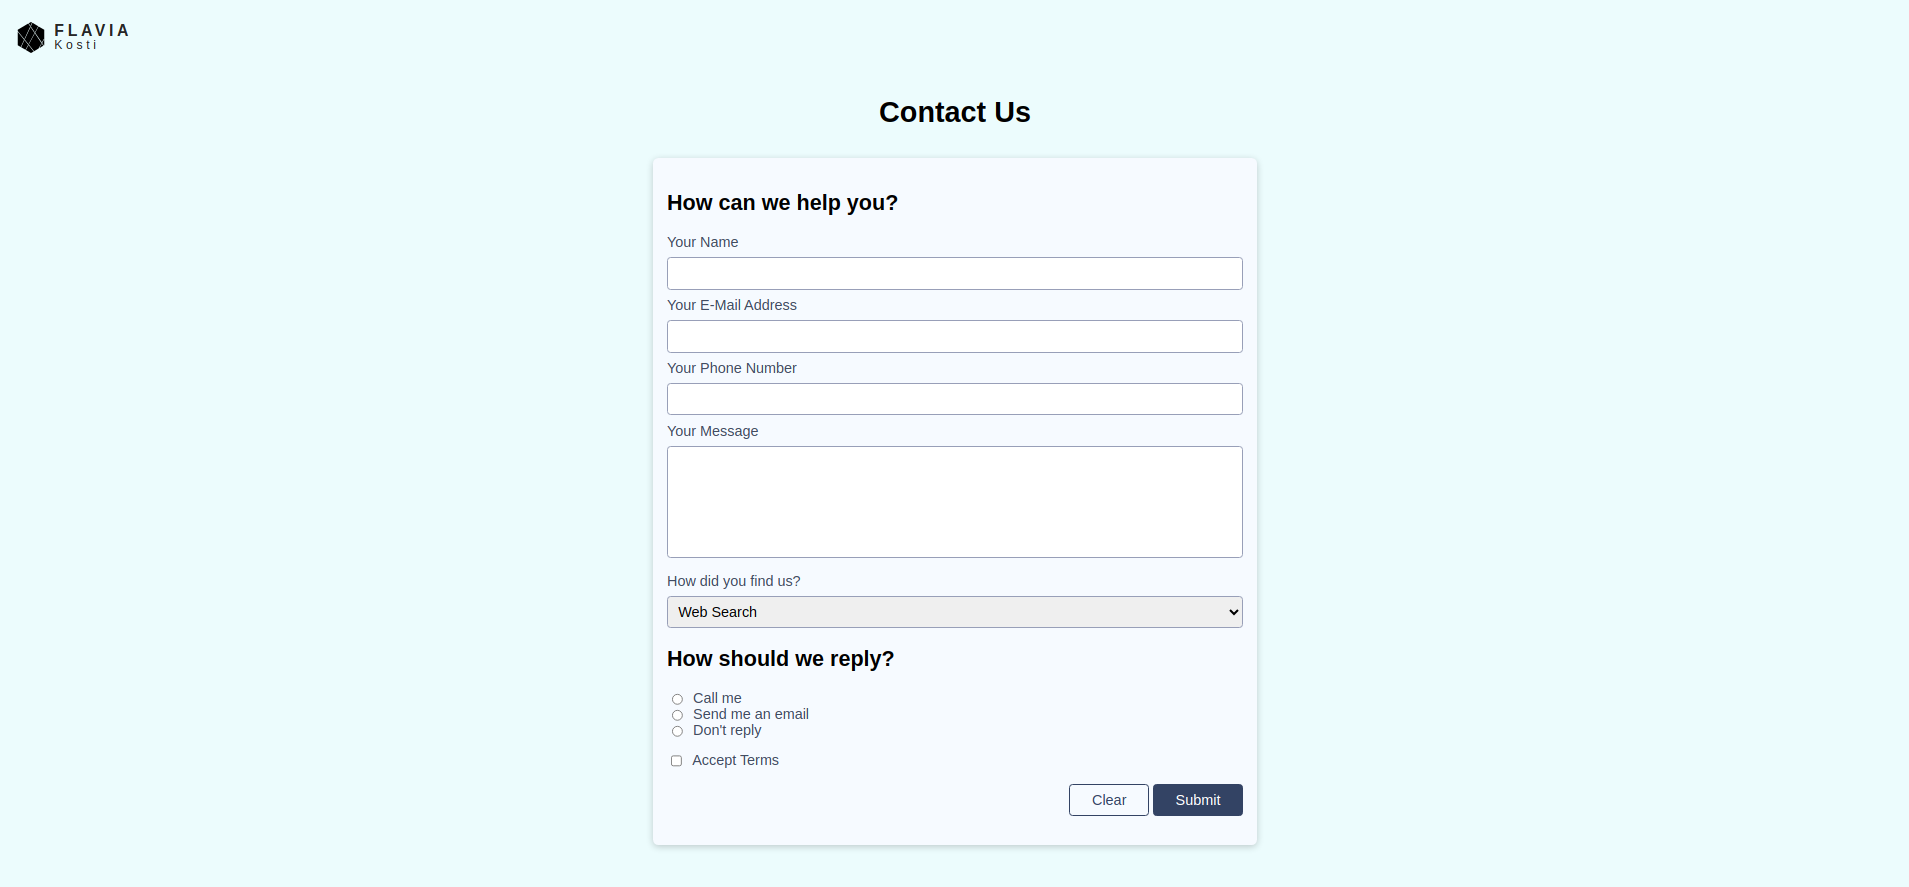 FLAVIA
Kosti
Contact Us
How can we help you?
Your Name
Your E-Mail Address
Your Phone Number
Your Message
How did you find us?
Web Search
How should we reply?
Call me
Send me an email
Don't reply
Accept Terms
Clear Submit